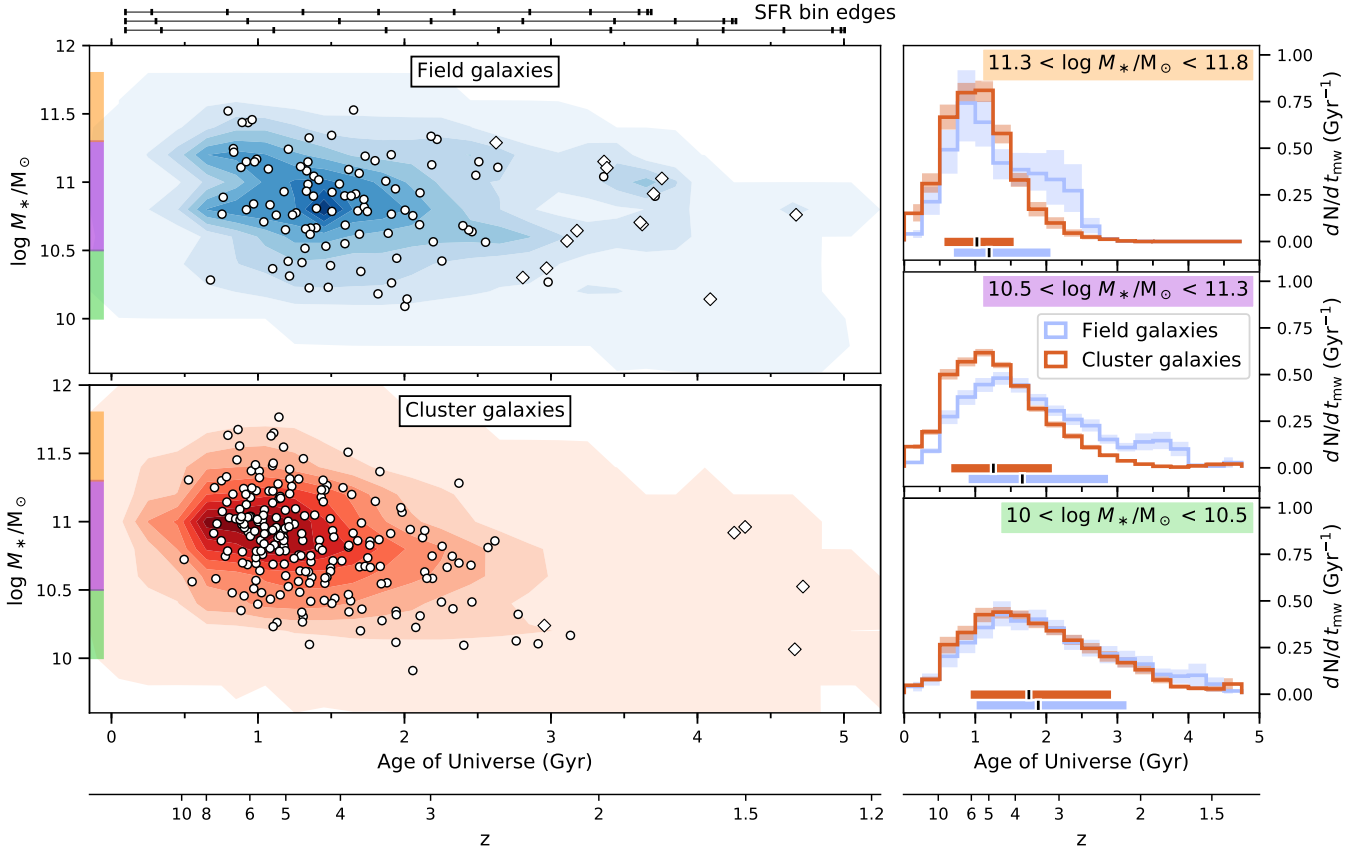 SFR bin edges
Field galaxies
log M*/M⊙
12
11.5
11
10.5
10
Cluster galaxies
log M*/M⊙
12
11.5
11
10.5
10
0 1 2 3 4 5
Age of Universe (Gyr)
10 8 6 5 4 3 2 1.5 1.2
z
11.3 < log M*/M⊙ < 11.8
1.00
0.75
0.50
0.25
0.00
dN/dt_mw (Gyr⁻¹)
10.5 < log M*/M⊙ < 11.3
Field galaxies
Cluster galaxies
1.00
0.75
0.50
0.25
0.00
dN/dt_mw (Gyr⁻¹)
10 < log M*/M⊙ < 10.5
1.00
0.75
0.50
0.25
0.00
dN/dt_mw (Gyr⁻¹)
0 1 2 3 4 5
Age of Universe (Gyr)
10 6 5 4 3 2 1.5
z